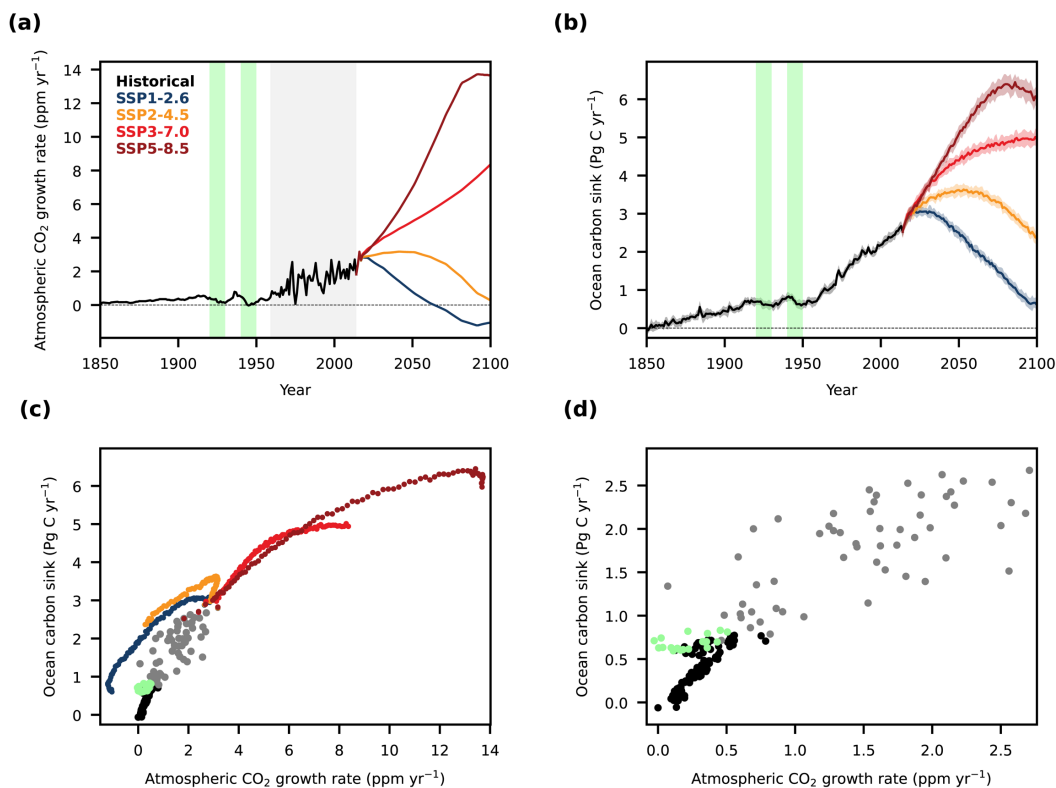 (a)
Atmospheric CO₂ growth rate (ppm yr⁻¹)
14
12
10
8
6
4
2
0
Historical
SSP1-2.6
SSP2-4.5
SSP3-7.0
SSP5-8.5
1850 1900 1950 2000 2050 2100
Year
(b)
Ocean carbon sink (Pg C yr⁻¹)
6
5
4
3
2
1
0
1850 1900 1950 2000 2050 2100
Year
(c)
Ocean carbon sink (Pg C yr⁻¹)
6
5
4
3
2
1
0
0 2 4 6 8 10 12 14
Atmospheric CO₂ growth rate (ppm yr⁻¹)
(d)
Ocean carbon sink (Pg C yr⁻¹)
2.5
2.0
1.5
1.0
0.5
0.0
0.0 0.5 1.0 1.5 2.0 2.5
Atmospheric CO₂ growth rate (ppm yr⁻¹)